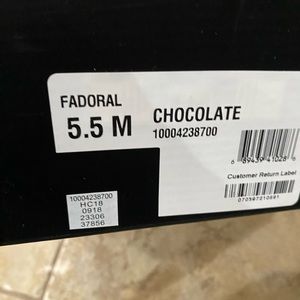 FADORAL
5.5 M
CHOCOLATE
10004238700
Customer Return Label
10004238700
HC18
0918
23306
37856